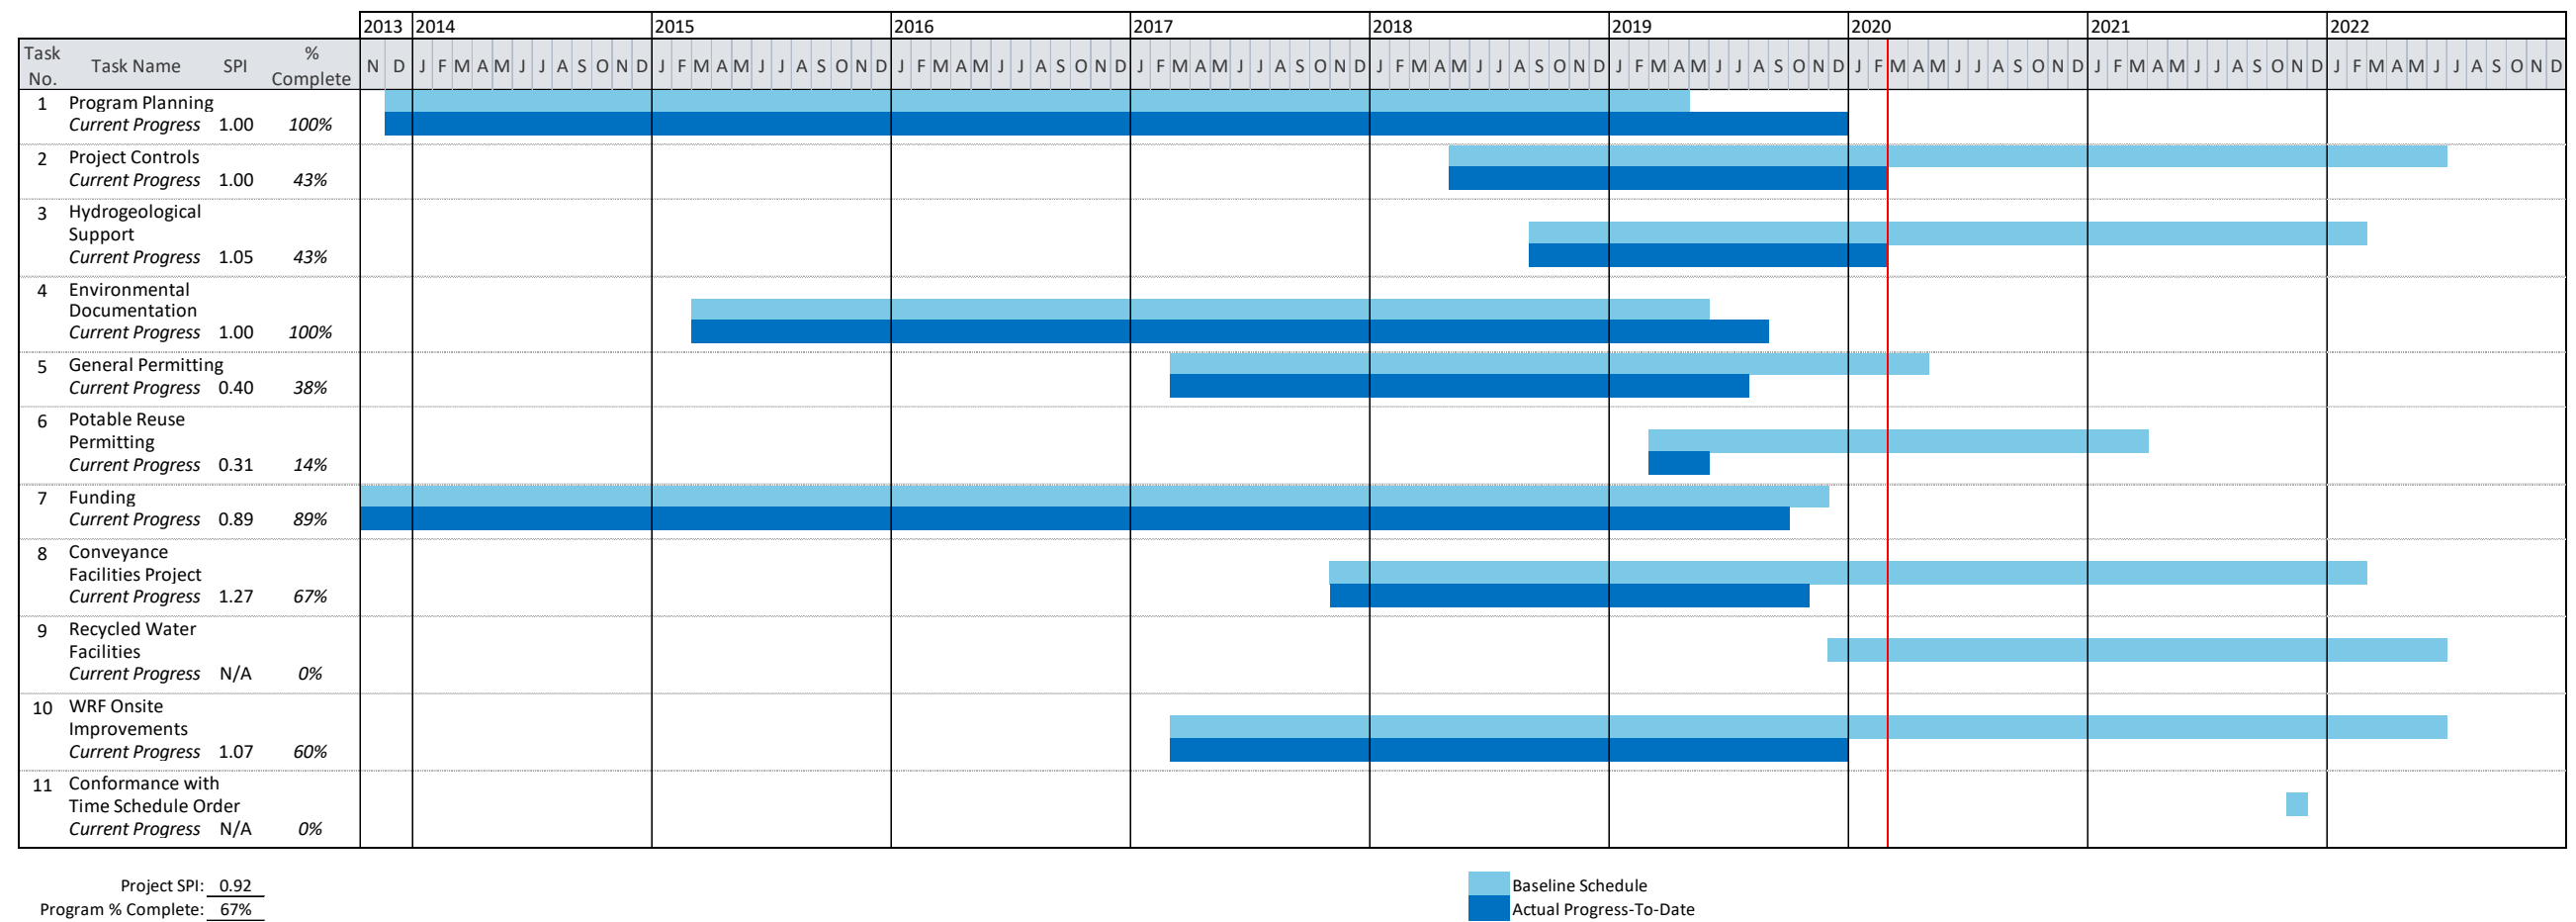 2013 2014 2015 2016 2017 2018 2019 2020 2021 2022
Task No. Task Name SPI % Complete N D J F M A M J J A S O N D J F M A M J J A S O N D J F M A M J J A S O N D J F M A M J J A S O N D J F M A M J J A S O N D J F M A M J J A S O N D J F M A M J J A S O N D J F M A M J J A S O N D J F M A M J J A S O N D
1 Program Planning
Current Progress 1.00 100%
2 Project Controls
Current Progress 1.00 43%
3 Hydrogeological
Support
Current Progress 1.05 43%
4 Environmental
Documentation
Current Progress 1.00 100%
5 General Permitting
Current Progress 0.40 38%
6 Potable Reuse
Permitting
Current Progress 0.31 14%
7 Funding
Current Progress 0.89 89%
8 Conveyance
Facilities Project
Current Progress 1.27 67%
9 Recycled Water
Facilities
Current Progress N/A 0%
10 WRF Onsite
Improvements
Current Progress 1.07 60%
11 Conformance with
Time Schedule Order
Current Progress N/A 0%
Project SPI: 0.92
Program % Complete: 67%
Baseline Schedule
Actual Progress-To-Date